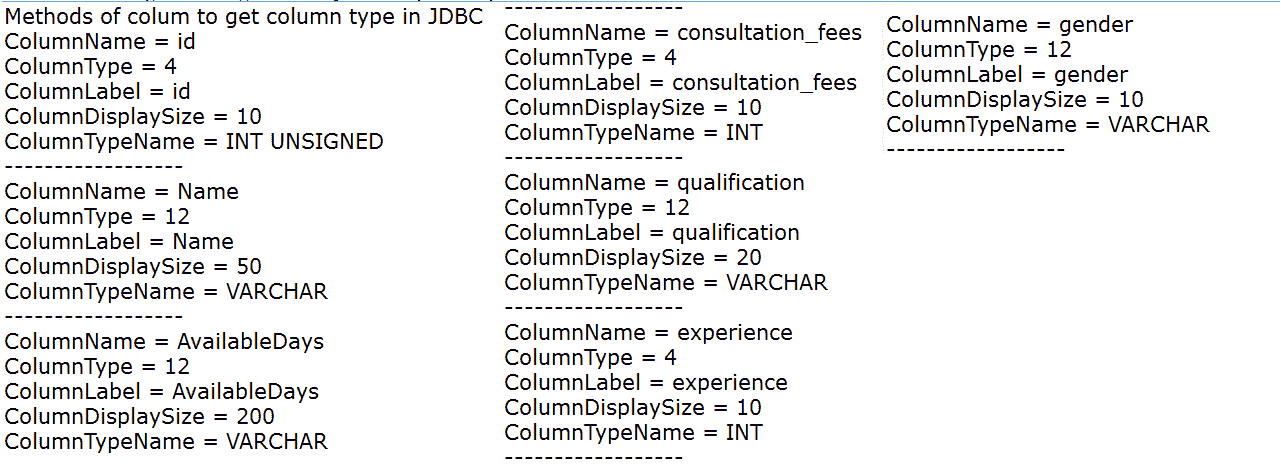 Methods of colum to get column type in JDBC
ColumnName = id
ColumnType = 4
ColumnLabel = id
ColumnDisplaySize = 10
ColumnTypeName = INT UNSIGNED
------------------
ColumnName = Name
ColumnType = 12
ColumnLabel = Name
ColumnDisplaySize = 50
ColumnTypeName = VARCHAR
------------------
ColumnName = AvailableDays
ColumnType = 12
ColumnLabel = AvailableDays
ColumnDisplaySize = 200
ColumnTypeName = VARCHAR
------------------
ColumnName = consultation_fees
ColumnType = 4
ColumnLabel = consultation_fees
ColumnDisplaySize = 10
ColumnTypeName = INT
------------------
ColumnName = qualification
ColumnType = 12
ColumnLabel = qualification
ColumnDisplaySize = 20
ColumnTypeName = VARCHAR
------------------
ColumnName = experience
ColumnType = 4
ColumnLabel = experience
ColumnDisplaySize = 10
ColumnTypeName = INT
------------------
ColumnName = gender
ColumnType = 12
ColumnLabel = gender
ColumnDisplaySize = 10
ColumnTypeName = VARCHAR
------------------